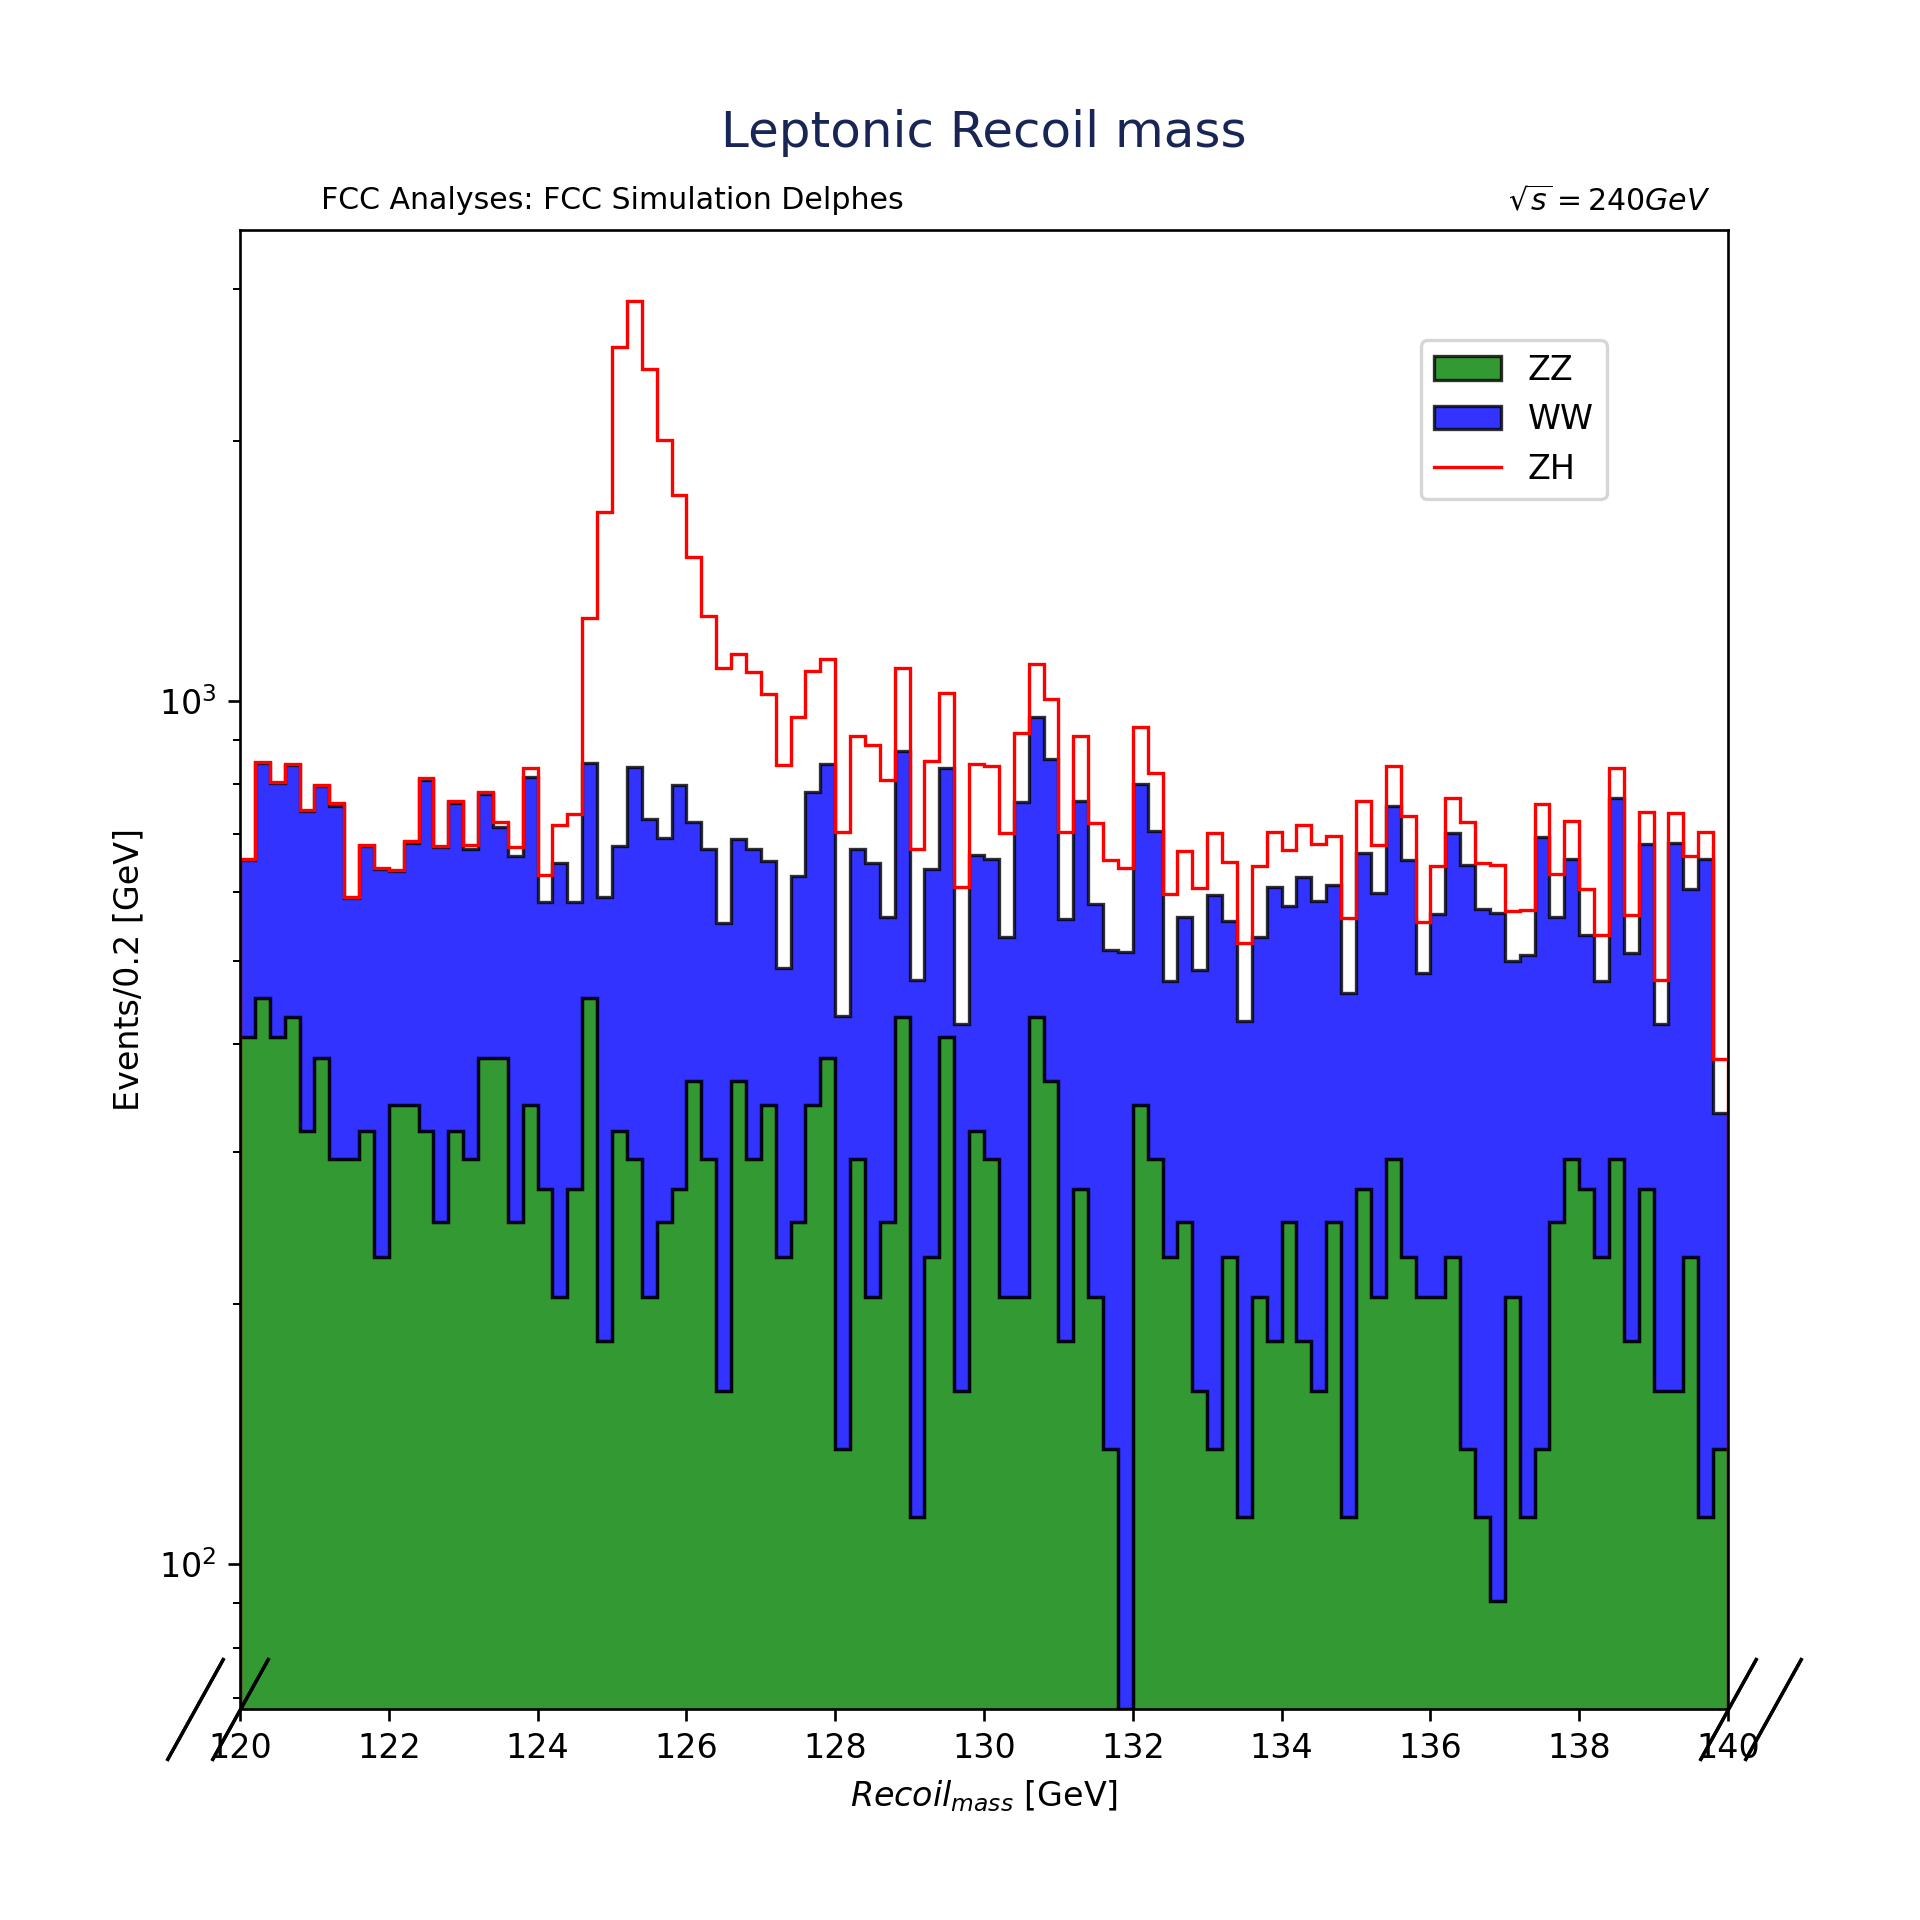 Leptonic Recoil mass
FCC Analyses: FCC Simulation Delphes
√s = 240GeV
ZZ
WW
ZH
10³
10²
Events/0.2 [GeV]
120 122 124 126 128 130 132 134 136 138 140
Recoil_mass [GeV]